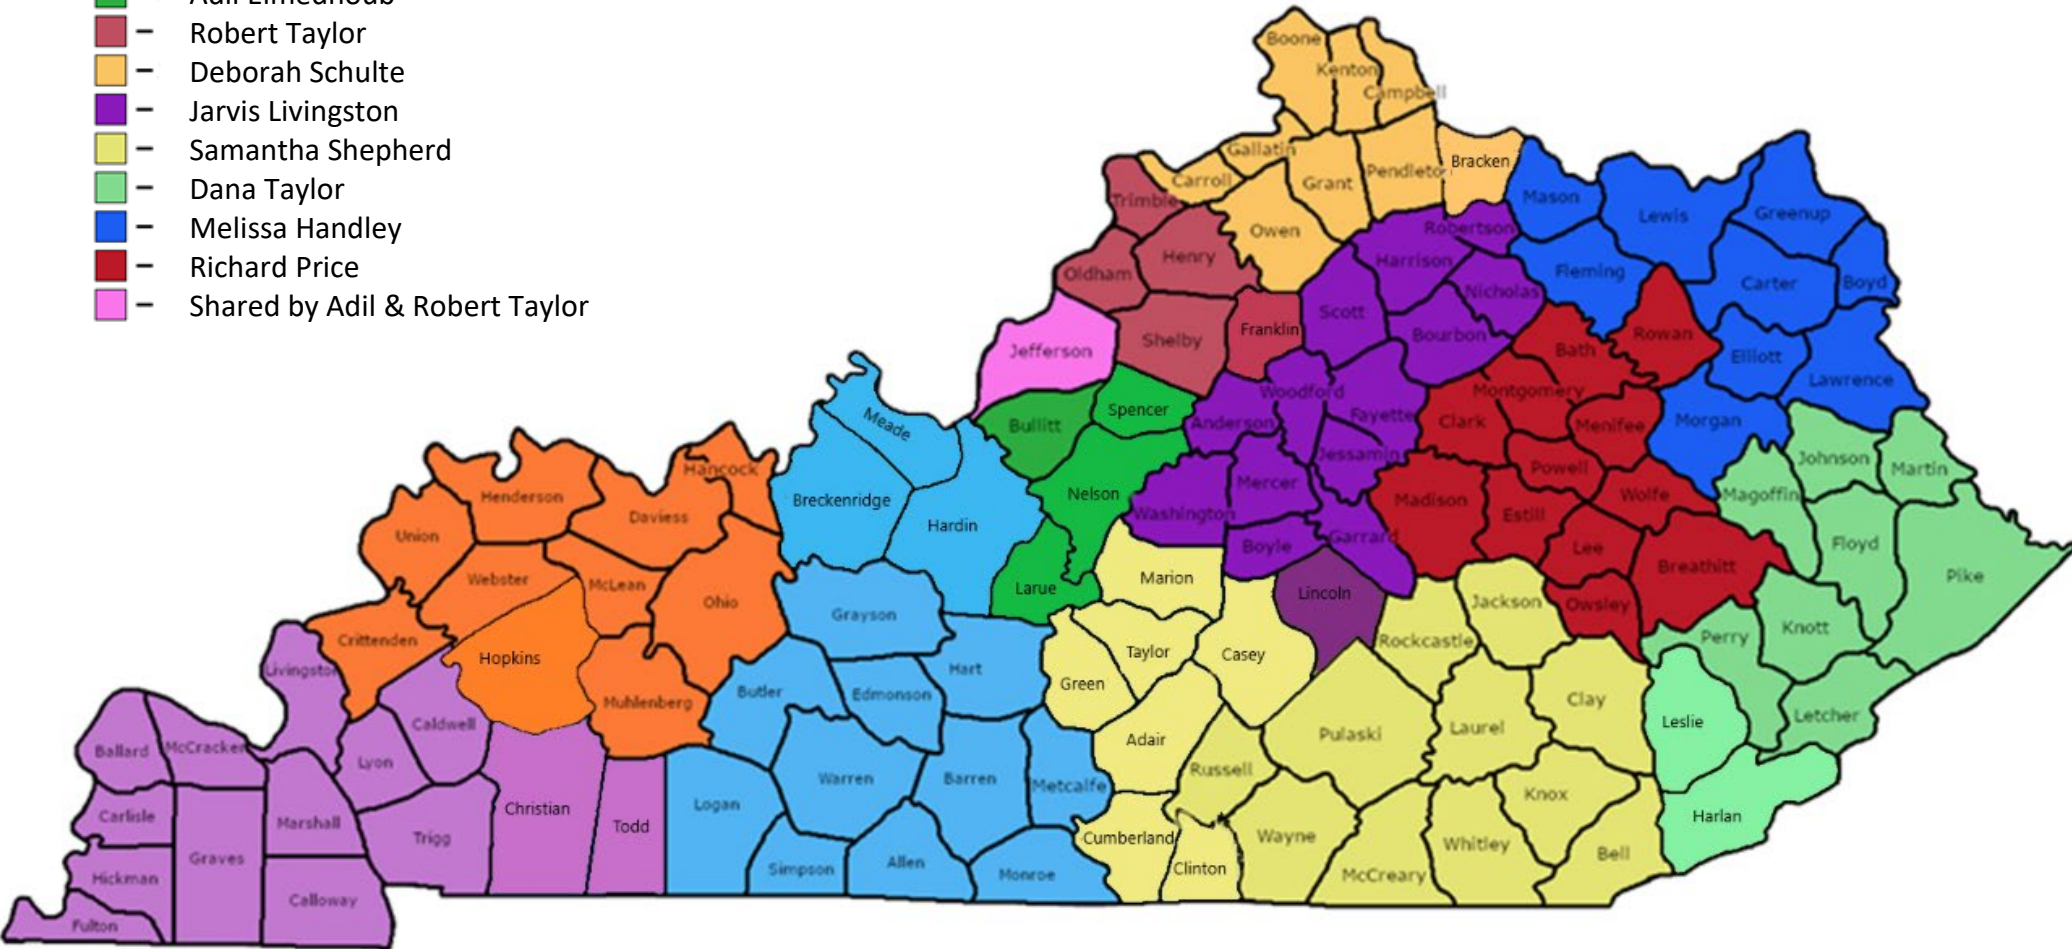 Robert Taylor
Deborah Schulte
Jarvis Livingston
Samantha Shepherd
Dana Taylor
Melissa Handley
Richard Price
Shared by Adil & Robert Taylor
Boone
Kenton
Campbell
Gallatin
Bracken
Carroll
Grant
Pendleto
Trimble
Owen
Mason
Lewis
Greenup
Robertson
Oldham
Henry
Harrison
Fleming
Carter
Boyd
Nicholas
Jefferson
Shelby
Franklin
Scott
Bourbon
Bath
Rowan
Elliott
Lawrence
Meade
Bullitt
Spencer
Anderson
Woodford
Fayette
Montgomery
Clark
Menifee
Morgan
Hancock
Jessamin
Powell
Johnson
Martin
Henderson
Daviess
Breckenridge
Hardin
Nelson
Washington
Mercer
Madison
Estill
Wolfe
Magoffin
Union
Boyle
Garrard
Lee
Breathitt
Floyd
Pike
Webster
McLean
Ohio
Grayson
Larue
Marion
Lincoln
Jackson
Owsley
Crittenden
Hopkins
Hart
Taylor
Casey
Rockcastle
Perry
Knott
Livingston
Muhlenberg
Butler
Edmonson
Green
Clay
Leslie
Letcher
Ballard
McCracken
Caldwell
Lyon
Adair
Pulaski
Laurel
Carlisle
Marshall
Trigg
Christian
Todd
Logan
Warren
Barren
Metcalfe
Russell
Knox
Harlan
Hickman
Graves
Calloway
Simpson
Allen
Monroe
Cumberland
Clinton
Wayne
McCreary
Whitley
Bell
Fulton